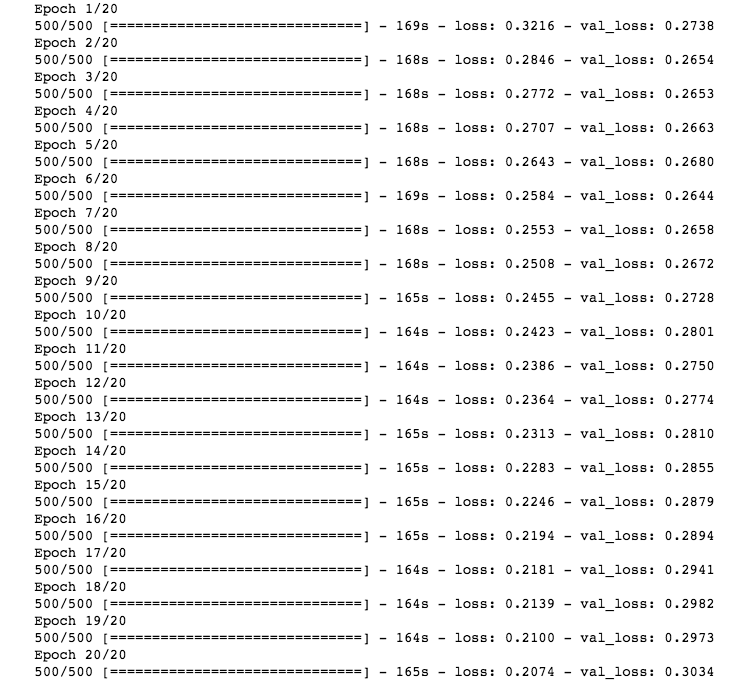 Epoch 1/20
500/500 [==============================] - 169s - loss: 0.3216 - val_loss: 0.2738
Epoch 2/20
500/500 [==============================] - 168s - loss: 0.2846 - val_loss: 0.2654
Epoch 3/20
500/500 [==============================] - 168s - loss: 0.2772 - val_loss: 0.2653
Epoch 4/20
500/500 [==============================] - 168s - loss: 0.2707 - val_loss: 0.2663
Epoch 5/20
500/500 [==============================] - 168s - loss: 0.2643 - val_loss: 0.2680
Epoch 6/20
500/500 [==============================] - 169s - loss: 0.2584 - val_loss: 0.2644
Epoch 7/20
500/500 [==============================] - 168s - loss: 0.2553 - val_loss: 0.2658
Epoch 8/20
500/500 [==============================] - 168s - loss: 0.2508 - val_loss: 0.2672
Epoch 9/20
500/500 [==============================] - 165s - loss: 0.2455 - val_loss: 0.2728
Epoch 10/20
500/500 [==============================] - 164s - loss: 0.2423 - val_loss: 0.2801
Epoch 11/20
500/500 [==============================] - 164s - loss: 0.2386 - val_loss: 0.2750
Epoch 12/20
500/500 [==============================] - 164s - loss: 0.2364 - val_loss: 0.2774
Epoch 13/20
500/500 [==============================] - 165s - loss: 0.2313 - val_loss: 0.2810
Epoch 14/20
500/500 [==============================] - 165s - loss: 0.2283 - val_loss: 0.2855
Epoch 15/20
500/500 [==============================] - 165s - loss: 0.2246 - val_loss: 0.2879
Epoch 16/20
500/500 [==============================] - 165s - loss: 0.2194 - val_loss: 0.2894
Epoch 17/20
500/500 [==============================] - 164s - loss: 0.2181 - val_loss: 0.2941
Epoch 18/20
500/500 [==============================] - 164s - loss: 0.2139 - val_loss: 0.2982
Epoch 19/20
500/500 [==============================] - 164s - loss: 0.2100 - val_loss: 0.2973
Epoch 20/20
500/500 [==============================] - 165s - loss: 0.2074 - val_loss: 0.3034